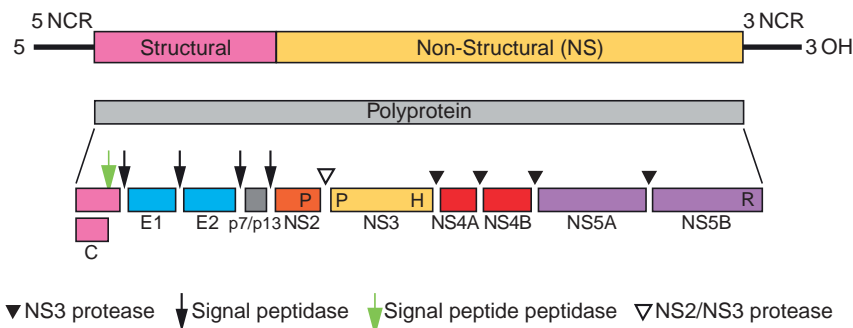 5 NCR 3 NCR
5 Structural Non-Structural (NS) 3 OH
Polyprotein
P P H R
E1 E2 p7/p13 NS2 NS3 NS4A NS4B NS5A NS5B
C
NS3 protease Signal peptidase Signal peptide peptidase NS2/NS3 protease